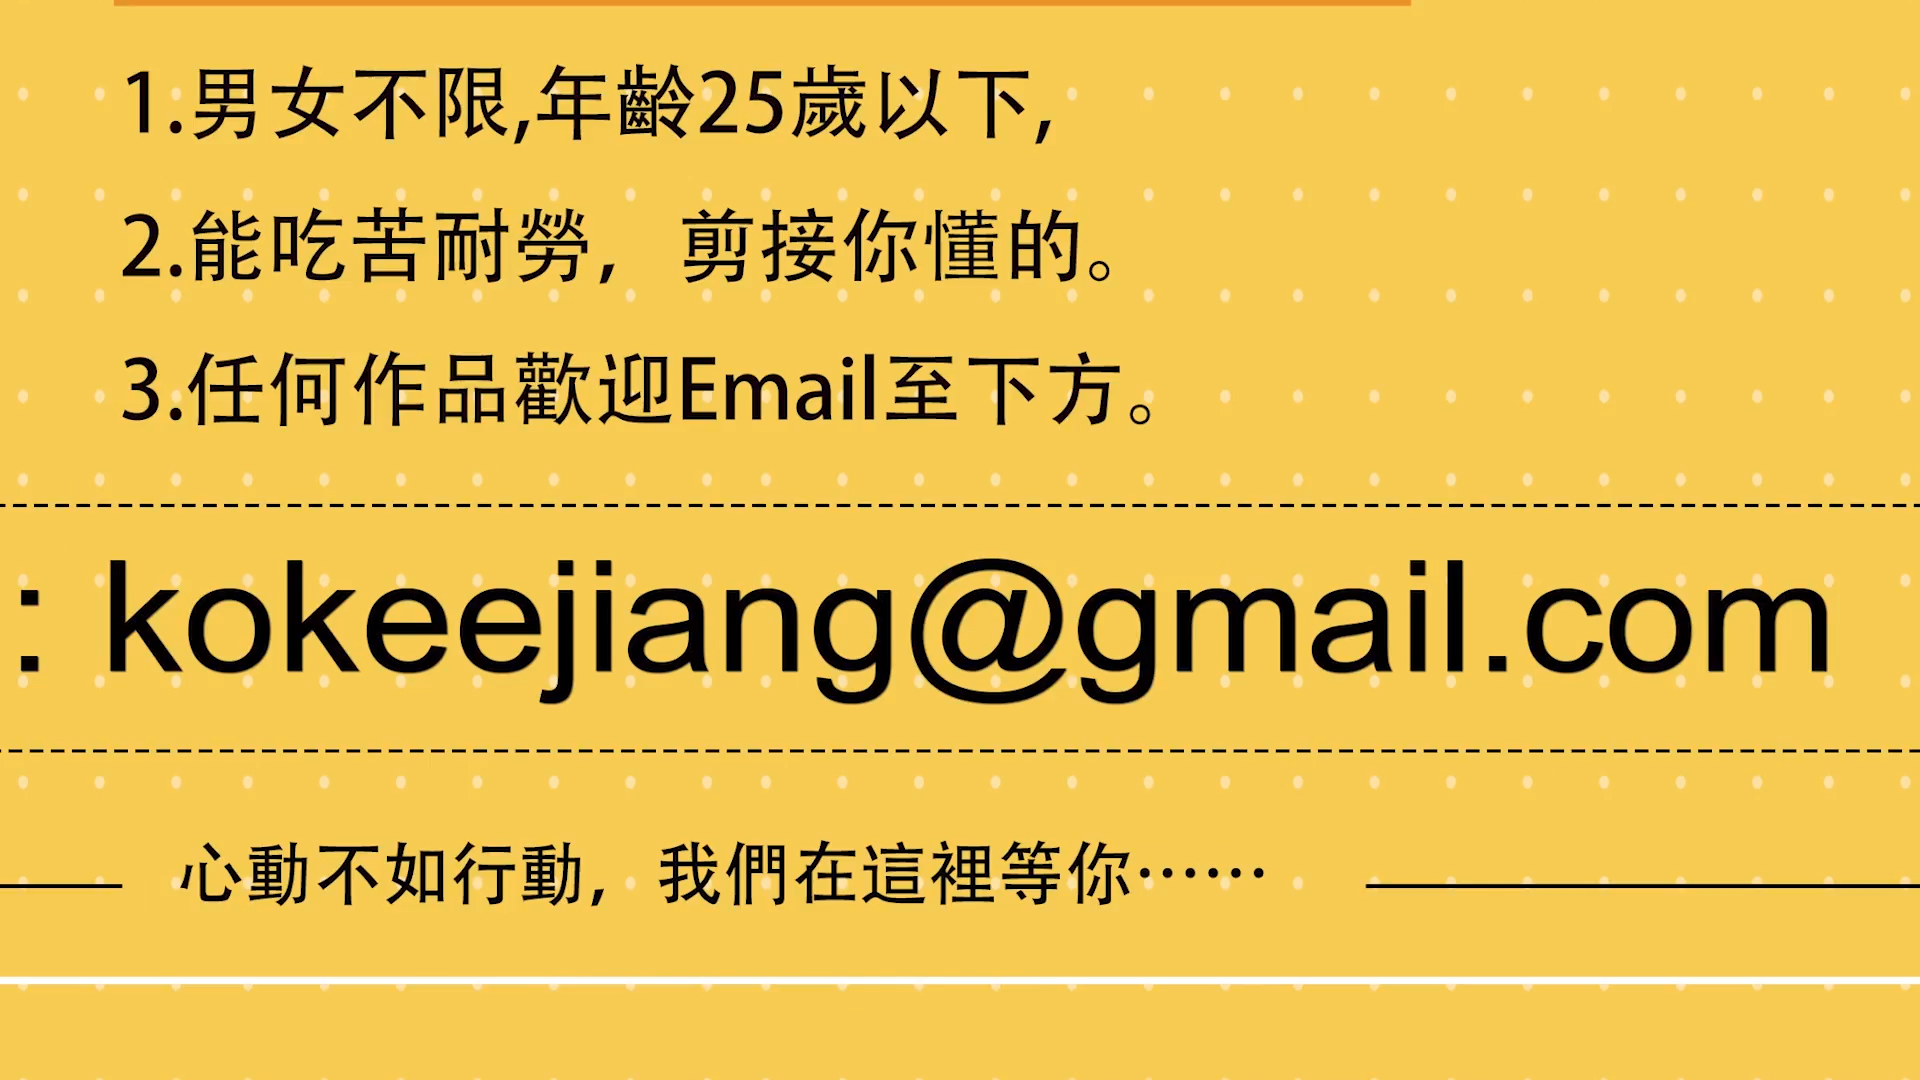 1.男女不限,年齡25歲以下,
2.能吃苦耐勞，剪接你懂的。
3.任何作品歡迎Email至下方。
: kokeejiang@gmail.com
心動不如行動，我們在這裡等你……